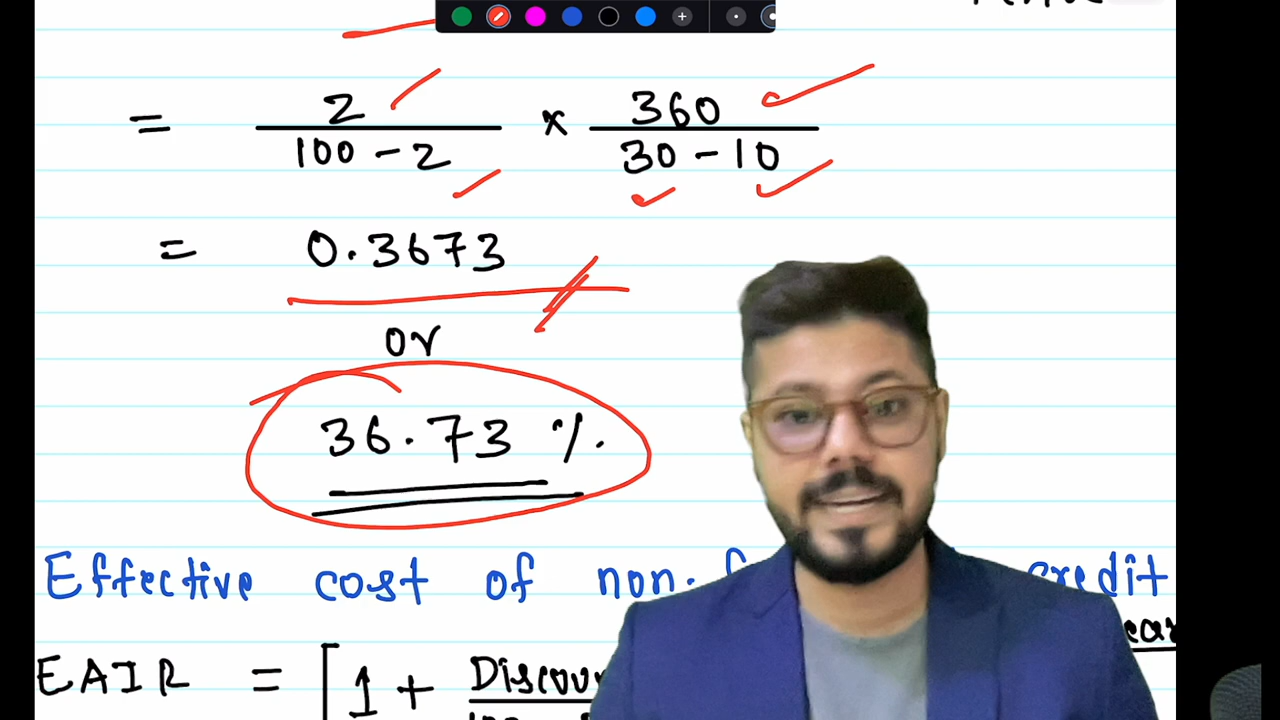 = 2 / 100 - 2 × 360 / 30 - 10
= 0.3673
or
36.73 %.
Effective cost of non- credit
EAIR = [ 1 +